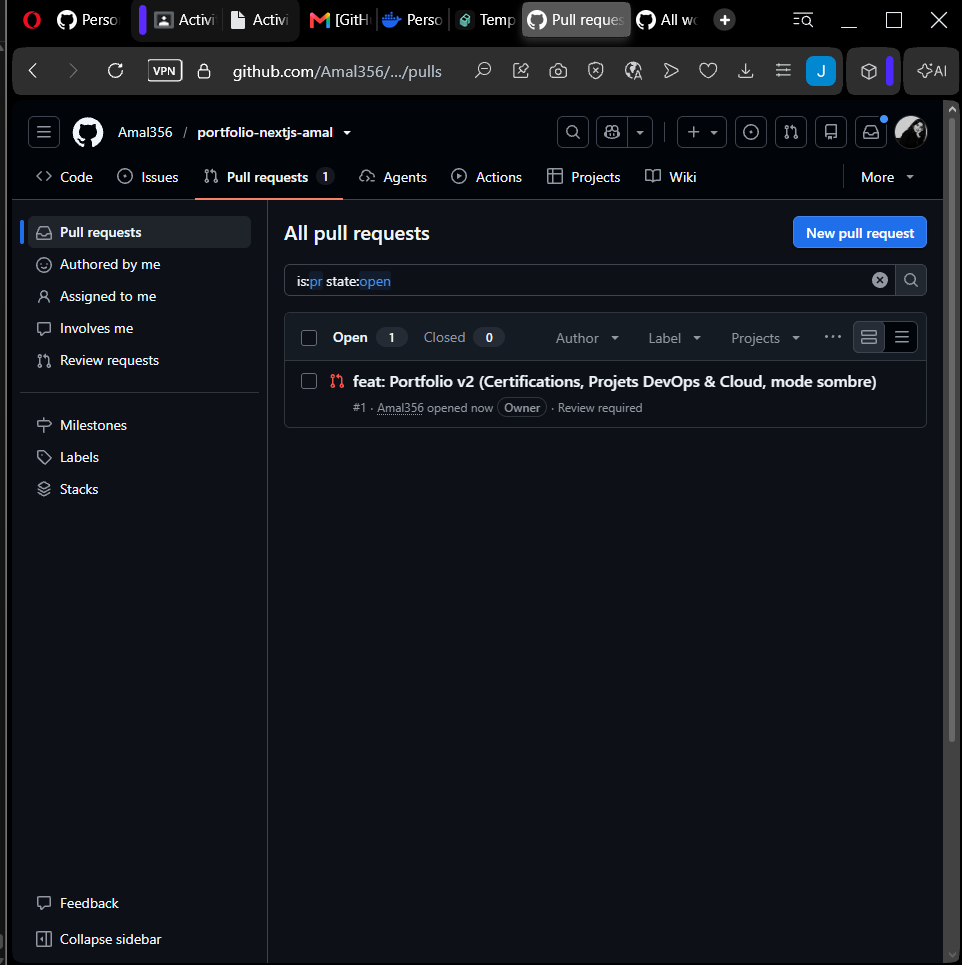 Perso
Activi
Activi
[GitH
Perso
Temp
Pull reques
All wo
VPN
github.com/Amal356/.../pulls
J
AI
Amal356 / portfolio-nextjs-amal
Code
Issues
Pull requests 1
Agents
Actions
Projects
Wiki
More
Pull requests
Authored by me
Assigned to me
Involves me
Review requests
Milestones
Labels
Stacks
Feedback
Collapse sidebar
All pull requests
New pull request
is:pr state:open
Open 1 Closed 0 Author Label Projects ...
feat: Portfolio v2 (Certifications, Projets DevOps & Cloud, mode sombre)
#1 · Amal356 opened now Owner · Review required